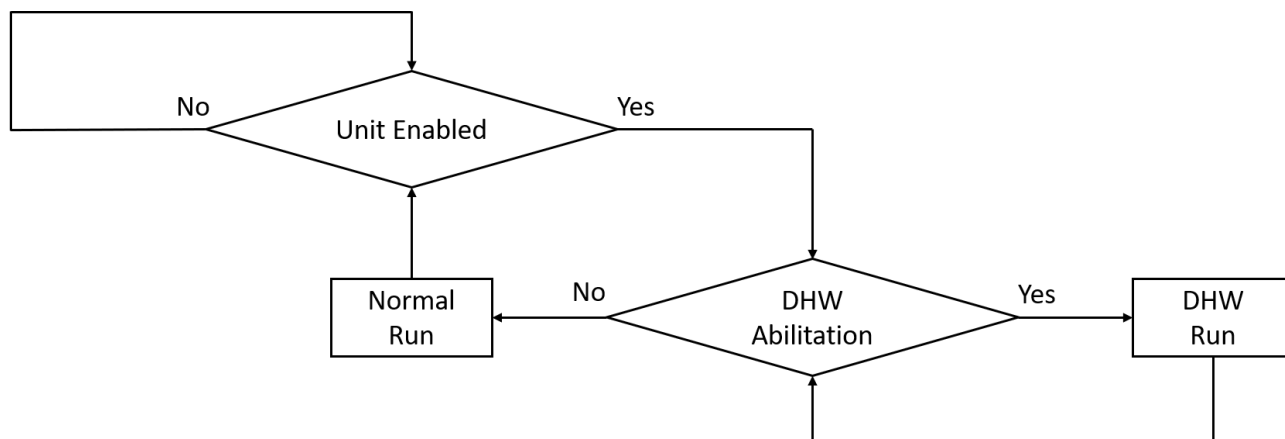 No
Unit Enabled
Yes
Normal
Run
No
DHW
Abilitation
Yes
DHW
Run